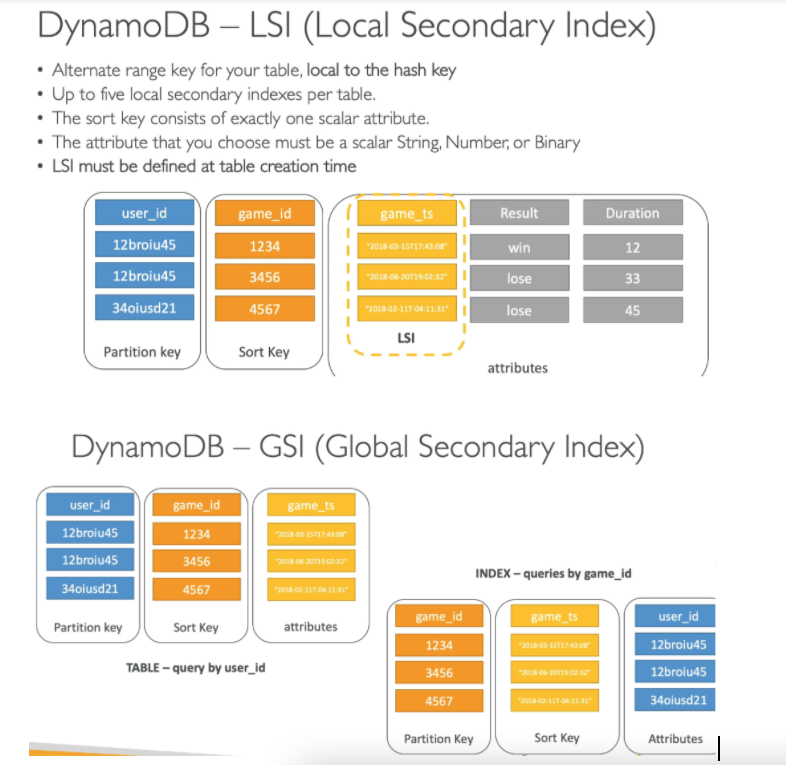 DynamoDB – LSI (Local Secondary Index)
• Alternate range key for your table, local to the hash key
• Up to five local secondary indexes per table.
• The sort key consists of exactly one scalar attribute.
• The attribute that you choose must be a scalar String, Number, or Binary
• LSI must be defined at table creation time
user_id game_id game_ts Result Duration
12broiu45 1234 "2018-03-15T17:43:08" win 12
12broiu45 3456 "2018-06-20T19:02:32" lose 33
34oiusd21 4567 "2018-02-11T-04:11:31" lose 45
LSI
Partition key Sort Key
attributes
DynamoDB – GSI (Global Secondary Index)
user_id game_id game_ts
12broiu45 1234 "2018-03-15T17:43:08"
12broiu45 3456 "2018-06-20T19:02:32"
34oiusd21 4567 "2018-02-11T-04:11:31"
Partition key Sort Key attributes
TABLE – query by user_id
INDEX – queries by game_id
game_id game_ts user_id
1234 "2018-03-15T17:43:08" 12broiu45
3456 "2018-06-20T19:02:32" 12broiu45
4567 "2018-02-11T-04:11:31" 34oiusd21
Partition Key Sort Key Attributes